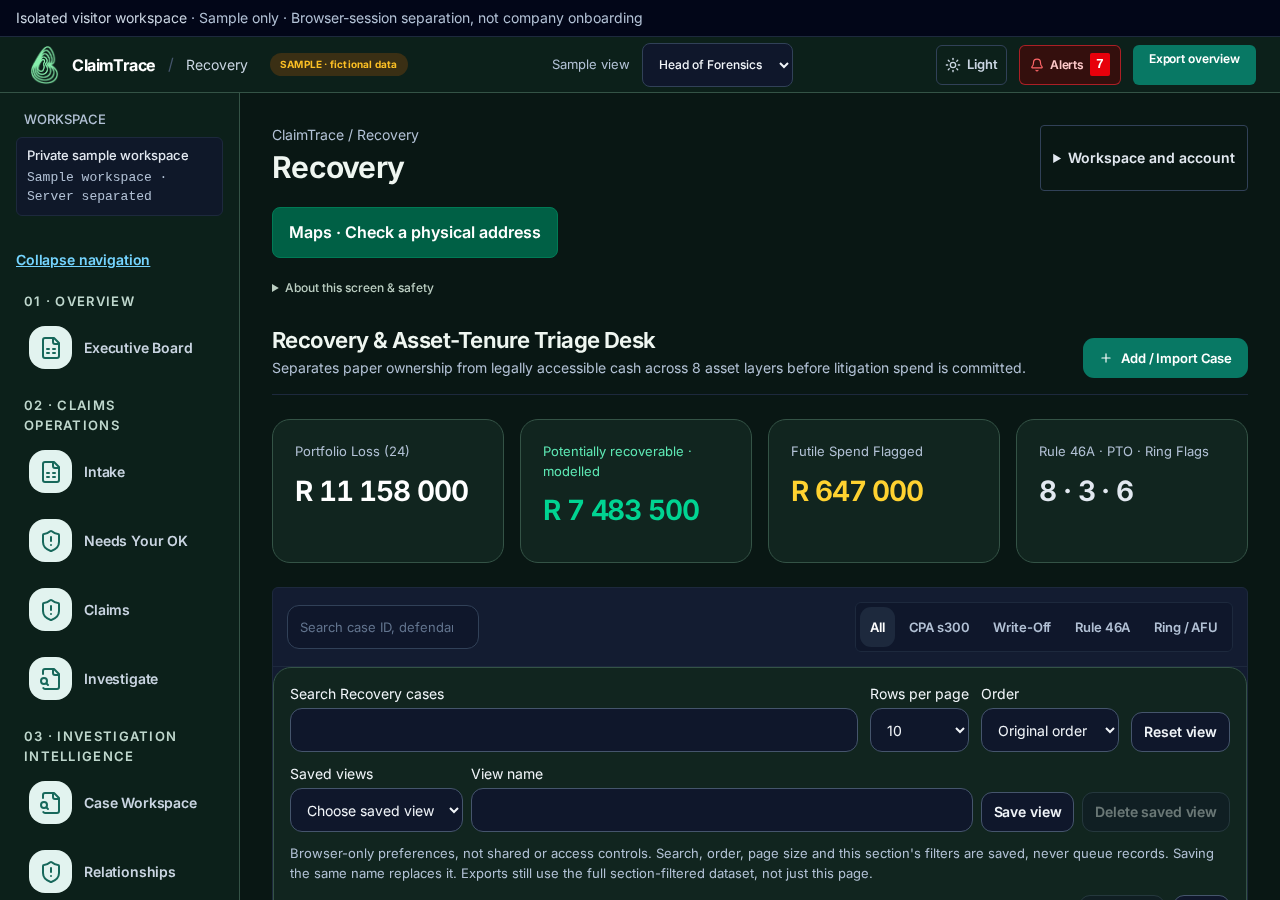 Isolated visitor workspace · Sample only · Browser-session separation, not company onboarding
ClaimTrace / Recovery
SAMPLE · fictional data
Sample view
Head of Forensics
Light
Alerts 7
Export overview
WORKSPACE
Private sample workspace
Sample workspace ·
Server separated
Collapse navigation
01 · OVERVIEW
Executive Board
02 · CLAIMS
OPERATIONS
Intake
Needs Your OK
Claims
Investigate
03 · INVESTIGATION
INTELLIGENCE
Case Workspace
Relationships
ClaimTrace / Recovery
Recovery
Workspace and account
Maps · Check a physical address
About this screen & safety
Recovery & Asset-Tenure Triage Desk
Separates paper ownership from legally accessible cash across 8 asset layers before litigation spend is committed.
Add / Import Case
Portfolio Loss (24)
R 11 158 000
Potentially recoverable ·
modelled
R 7 483 500
Futile Spend Flagged
R 647 000
Rule 46A · PTO · Ring Flags
8 · 3 · 6
Search case ID, defendar
All
CPA s300
Write-Off
Rule 46A
Ring / AFU
Search Recovery cases
Rows per page
Order
10
Original order
Reset view
Saved views
View name
Choose saved view
Save view
Delete saved view
Browser-only preferences, not shared or access controls. Search, order, page size and this section's filters are saved, never queue records. Saving
the same name replaces it. Exports still use the full section-filtered dataset, not just this page.